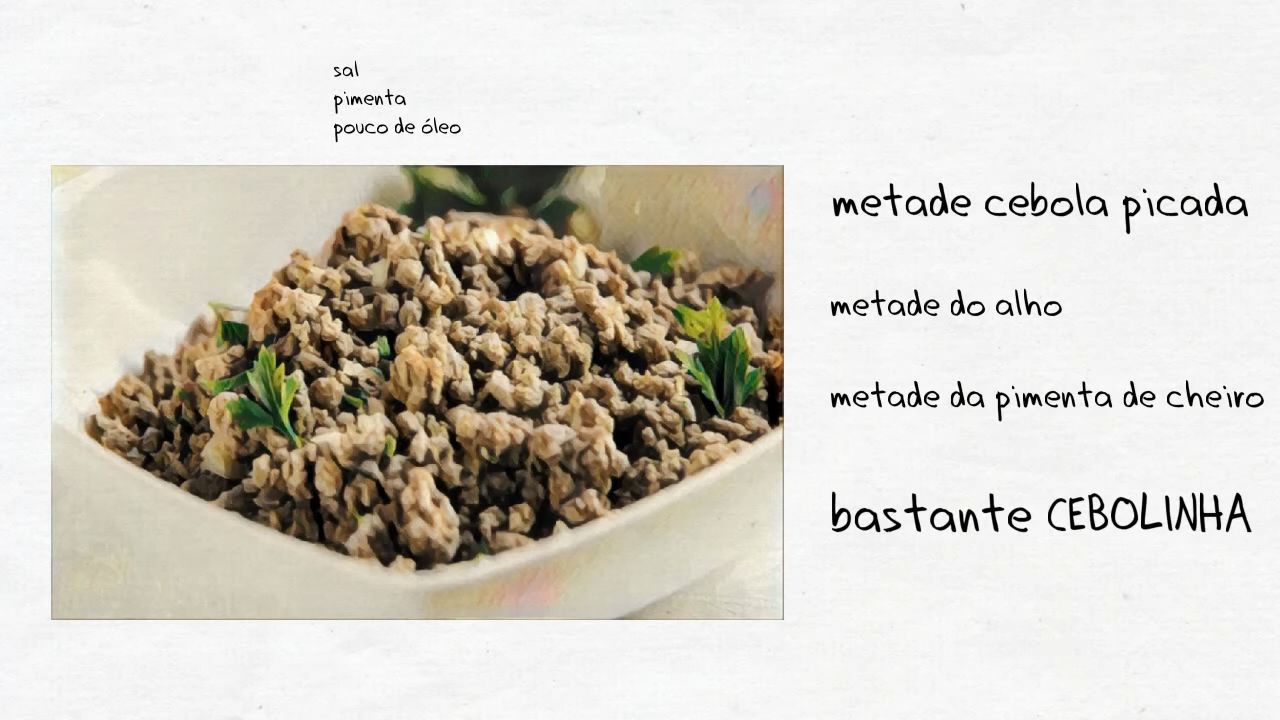 sal
pimenta
pouco de óleo
metade cebola picada
metade do alho
metade da pimenta de cheiro
bastante CEBOLINHA